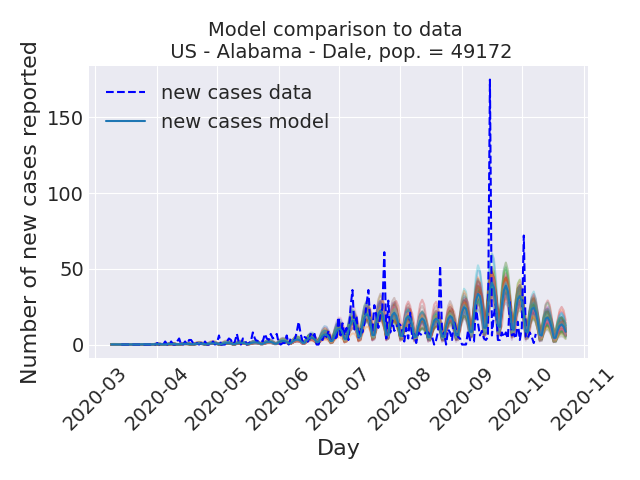 Model comparison to data
US - Alabama - Dale, pop. = 49172
new cases data
new cases model
Number of new cases reported
150
100
50
0
2020-03
2020-04
2020-05
2020-06
2020-07
2020-08
2020-09
2020-10
2020-11
Day